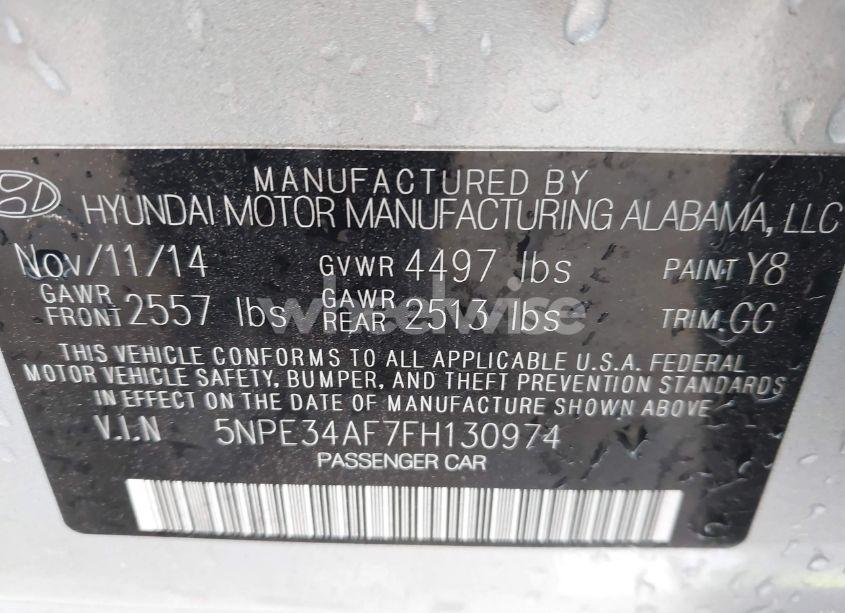 MANUFACTURED BY
HYUNDAI MOTOR MANUFACTURING ALABAMA, LLC
Nov/11/14 GVWR 4497 lbs PAINT Y8
GAWR FRONT 2557 lbs GAWR REAR 2513 lbs TRIM. GG
THIS VEHICLE CONFORMS TO ALL APPLICABLE U.S.A. FEDERAL
MOTOR VEHICLE SAFETY, BUMPER, AND THEFT PREVENTION STANDARDS
IN EFFECT ON THE DATE OF MANUFACTURE SHOWN ABOVE.
V.I.N 5NPE34AF7FH130974
PASSENGER CAR
wheelwise